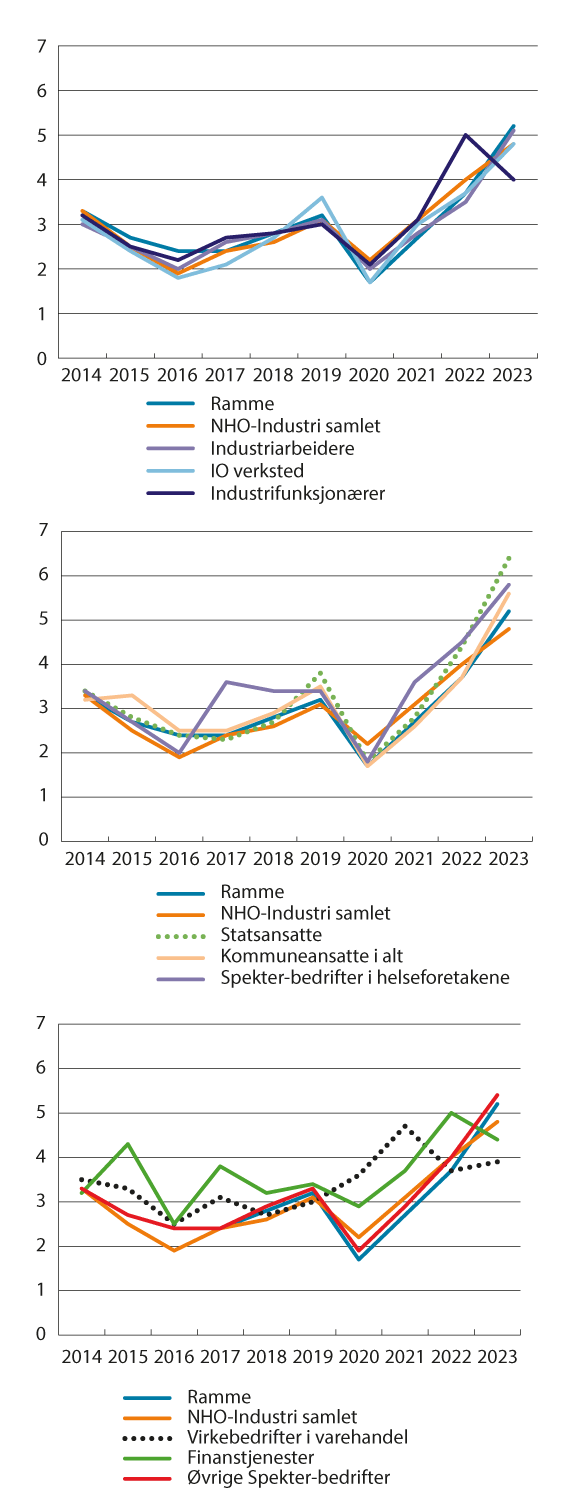 7
6
5
4
3
2
1
0
2014 2015 2016 2017 2018 2019 2020 2021 2022 2023
Ramme
NHO-Industri samlet
Industriarbeidere
IO verksted
Industrifunksjonærer
7
6
5
4
3
2
1
0
2014 2015 2016 2017 2018 2019 2020 2021 2022 2023
Ramme
NHO-Industri samlet
Statsansatte
Kommuneansatte i alt
Spekter-bedrifter i helseforetakene
7
6
5
4
3
2
1
0
2014 2015 2016 2017 2018 2019 2020 2021 2022 2023
Ramme
NHO-Industri samlet
Virkebedrifter i varehandel
Finanstjenester
Øvrige Spekter-bedrifter